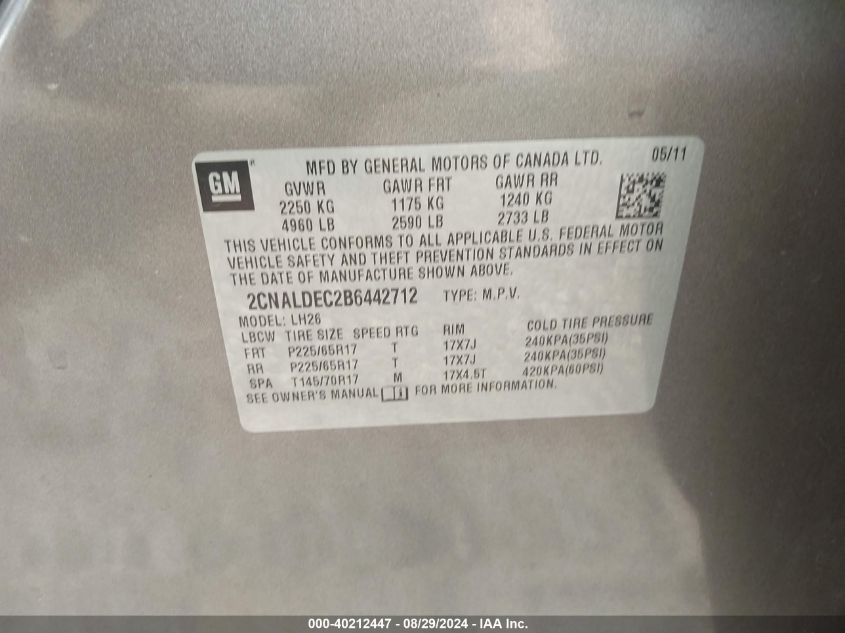 GM
MFD BY GENERAL MOTORS OF CANADA LTD. 05/11
GVWR GAWR FRT GAWR RR
2250 KG 1175 KG 1240 KG
4960 LB 2590 LB 2733 LB
THIS VEHICLE CONFORMS TO ALL APPLICABLE U.S. FEDERAL MOTOR
VEHICLE SAFETY AND THEFT PREVENTION STANDARDS IN EFFECT ON
THE DATE OF MANUFACTURE SHOWN ABOVE.
2CNALDEC2B6442712 TYPE: M.P.V.
MODEL: LH26
LBCW TIRE SIZE SPEED RTG RIM COLD TIRE PRESSURE
FRT P225/65R17 T 17X7J 240KPA(35PSI)
RR P225/65R17 T 17X7J 240KPA(35PSI)
SPA T145/70R17 M 17X4.5T 420KPA(60PSI)
SEE OWNER'S MANUAL FOR MORE INFORMATION.
000-40212447 - 08/29/2024 - IAA Inc.